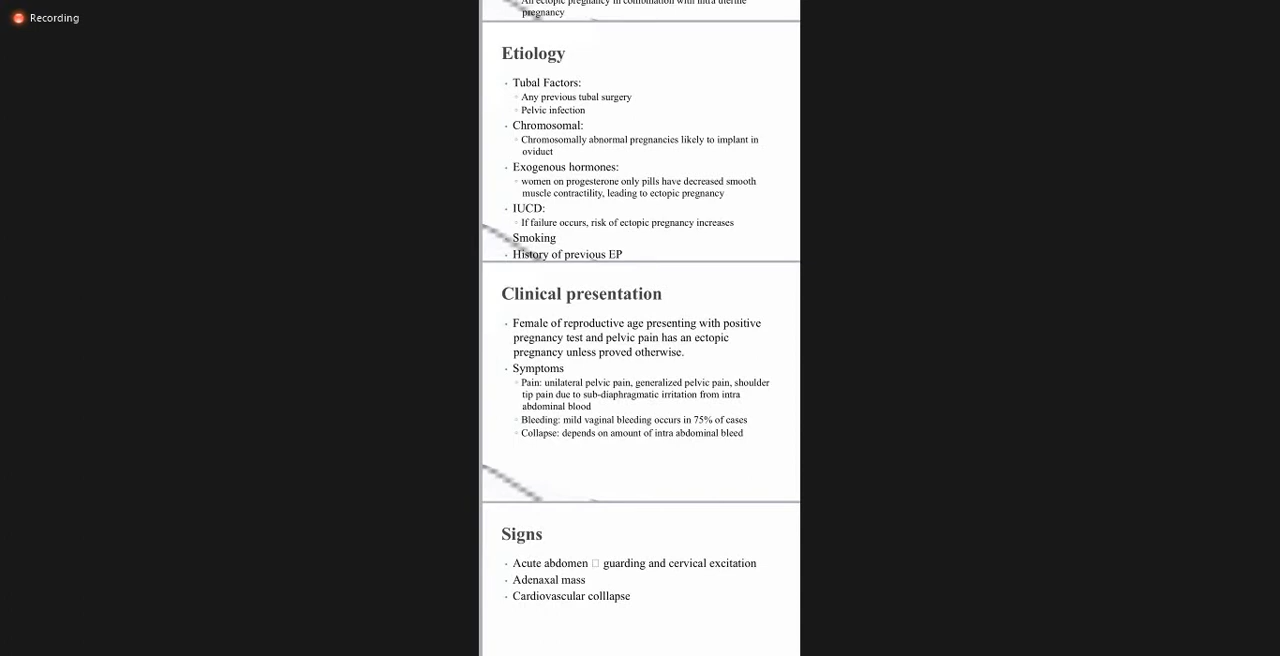 Recording
An ectopic pregnancy in combination with intra uterine
pregnancy
Etiology
Tubal Factors:
Any previous tubal surgery
Pelvic infection
Chromosomal:
Chromosomally abnormal pregnancies likely to implant in
oviduct
Exogenous hormones:
women on progesterone only pills have decreased smooth
muscle contractility, leading to ectopic pregnancy
IUCD:
If failure occurs, risk of ectopic pregnancy increases
Smoking
History of previous EP
Clinical presentation
Female of reproductive age presenting with positive
pregnancy test and pelvic pain has an ectopic
pregnancy unless proved otherwise.
Symptoms
Pain: unilateral pelvic pain, generalized pelvic pain, shoulder
tip pain due to sub-diaphragmatic irritation from intra
abdominal blood
Bleeding: mild vaginal bleeding occurs in 75% of cases
Collapse: depends on amount of intra abdominal bleed
Signs
Acute abdomen □ guarding and cervical excitation
Adenaxal mass
Cardiovascular colllapse